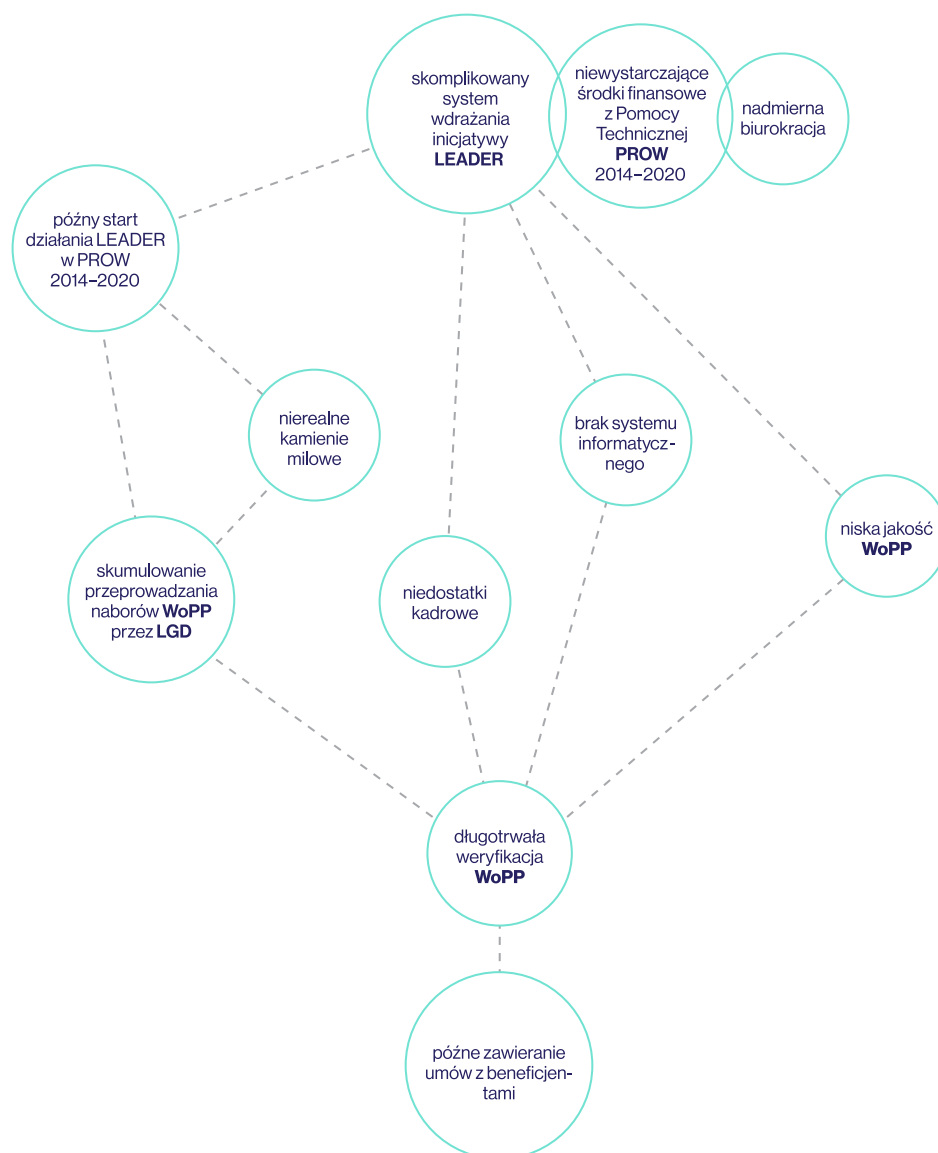 skomplikowany
system
wdrażania
inicjatywy
LEADER
niewystarczające
środki finansowe
z Pomocy
Technicznej
PROW
2014–2020
nadmierna
biurokracja
późny start
działania LEADER
w PROW
2014–2020
nierealne
kamienie
milowe
brak systemu
informatycz-
nego
niska jakość
WoPP
skumulowanie
przeprowadzania
naborów WoPP
przez LGD
niedostatki
kadrowe
długotrwała
weryfikacja
WoPP
późne zawieranie
umów z beneficjen-
tami